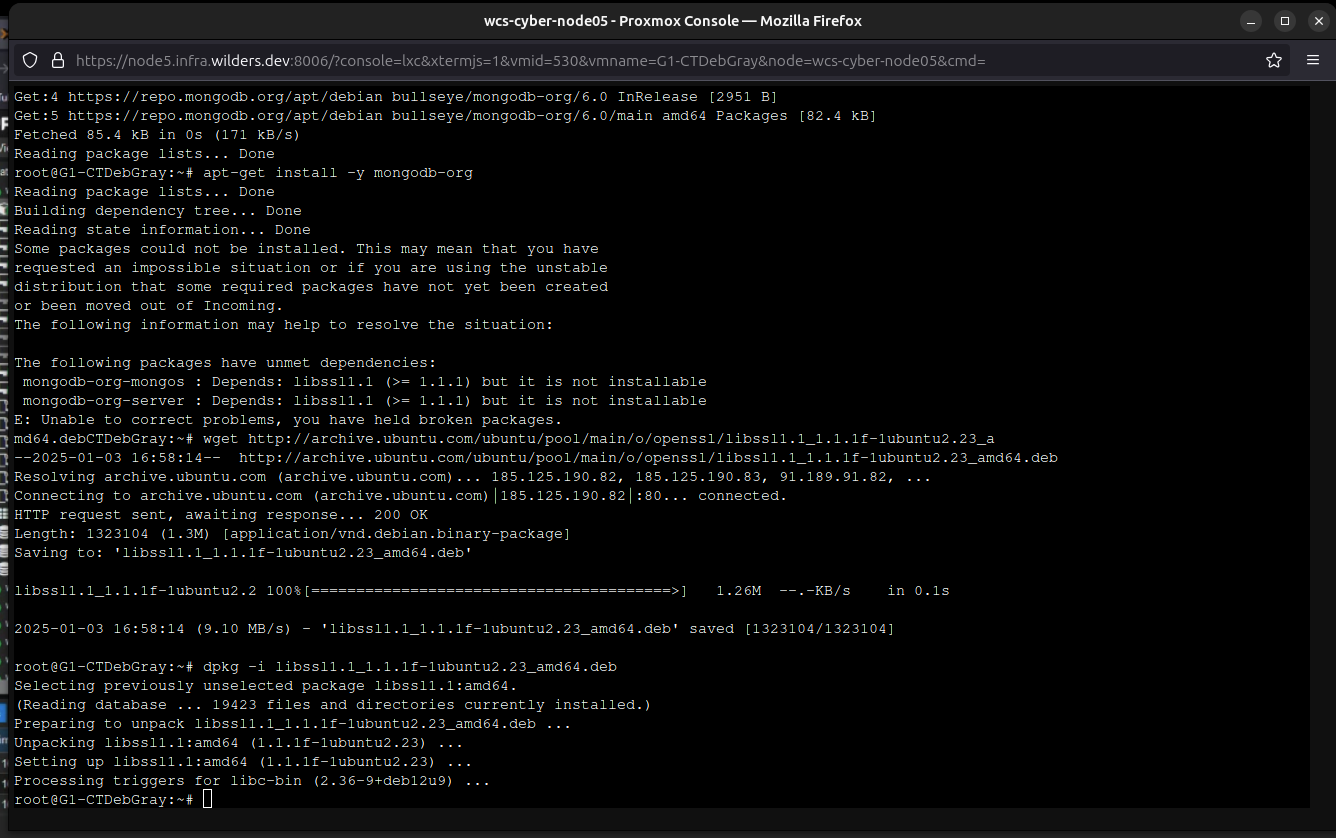 wcs-cyber-node05 - Proxmox Console — Mozilla Firefox
https://node5.infra.wilders.dev:8006/?console=lxc&xtermjs=1&vmid=530&vmname=G1-CTDebGray&node=wcs-cyber-node05&cmd=
Get:4 https://repo.mongodb.org/apt/debian bullseye/mongodb-org/6.0 InRelease [2951 B]
Get:5 https://repo.mongodb.org/apt/debian bullseye/mongodb-org/6.0/main amd64 Packages [82.4 kB]
Fetched 85.4 kB in 0s (171 kB/s)
Reading package lists... Done
root@G1-CTDebGray:~# apt-get install -y mongodb-org
Reading package lists... Done
Building dependency tree... Done
Reading state information... Done
Some packages could not be installed. This may mean that you have
requested an impossible situation or if you are using the unstable
distribution that some required packages have not yet been created
or been moved out of Incoming.
The following information may help to resolve the situation:
The following packages have unmet dependencies:
mongodb-org-mongos : Depends: libssl1.1 (>= 1.1.1) but it is not installable
mongodb-org-server : Depends: libssl1.1 (>= 1.1.1) but it is not installable
E: Unable to correct problems, you have held broken packages.
md64.debCTDebGray:~# wget http://archive.ubuntu.com/ubuntu/pool/main/o/openssl/libssl1.1_1.1.1f-1ubuntu2.23_a
--2025-01-03 16:58:14--  http://archive.ubuntu.com/ubuntu/pool/main/o/openssl/libssl1.1_1.1.1f-1ubuntu2.23_amd64.deb
Resolving archive.ubuntu.com (archive.ubuntu.com)... 185.125.190.82, 185.125.190.83, 91.189.91.82, ...
Connecting to archive.ubuntu.com (archive.ubuntu.com)|185.125.190.82|:80... connected.
HTTP request sent, awaiting response... 200 OK
Length: 1323104 (1.3M) [application/vnd.debian.binary-package]
Saving to: 'libssl1.1_1.1.1f-1ubuntu2.23_amd64.deb'
libssl1.1_1.1.1f-1ubuntu2.2 100%[========================================>]   1.26M  --.-KB/s    in 0.1s
2025-01-03 16:58:14 (9.10 MB/s) - 'libssl1.1_1.1.1f-1ubuntu2.23_amd64.deb' saved [1323104/1323104]
root@G1-CTDebGray:~# dpkg -i libssl1.1_1.1.1f-1ubuntu2.23_amd64.deb
Selecting previously unselected package libssl1.1:amd64.
(Reading database ... 19423 files and directories currently installed.)
Preparing to unpack libssl1.1_1.1.1f-1ubuntu2.23_amd64.deb ...
Unpacking libssl1.1:amd64 (1.1.1f-1ubuntu2.23) ...
Setting up libssl1.1:amd64 (1.1.1f-1ubuntu2.23) ...
Processing triggers for libc-bin (2.36-9+deb12u9) ...
root@G1-CTDebGray:~#